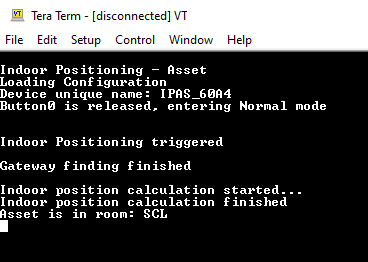 Tera Term - [disconnected] VT
File Edit Setup Control Window Help
Indoor Positioning - Asset
Loading Configuration
Device unique name: IPAS_60A4
Button0 is released, entering Normal mode
Indoor Positioning triggered
Gateway finding finished
Indoor position calculation started...
Indoor position calculation finished
Asset is in room: SCL